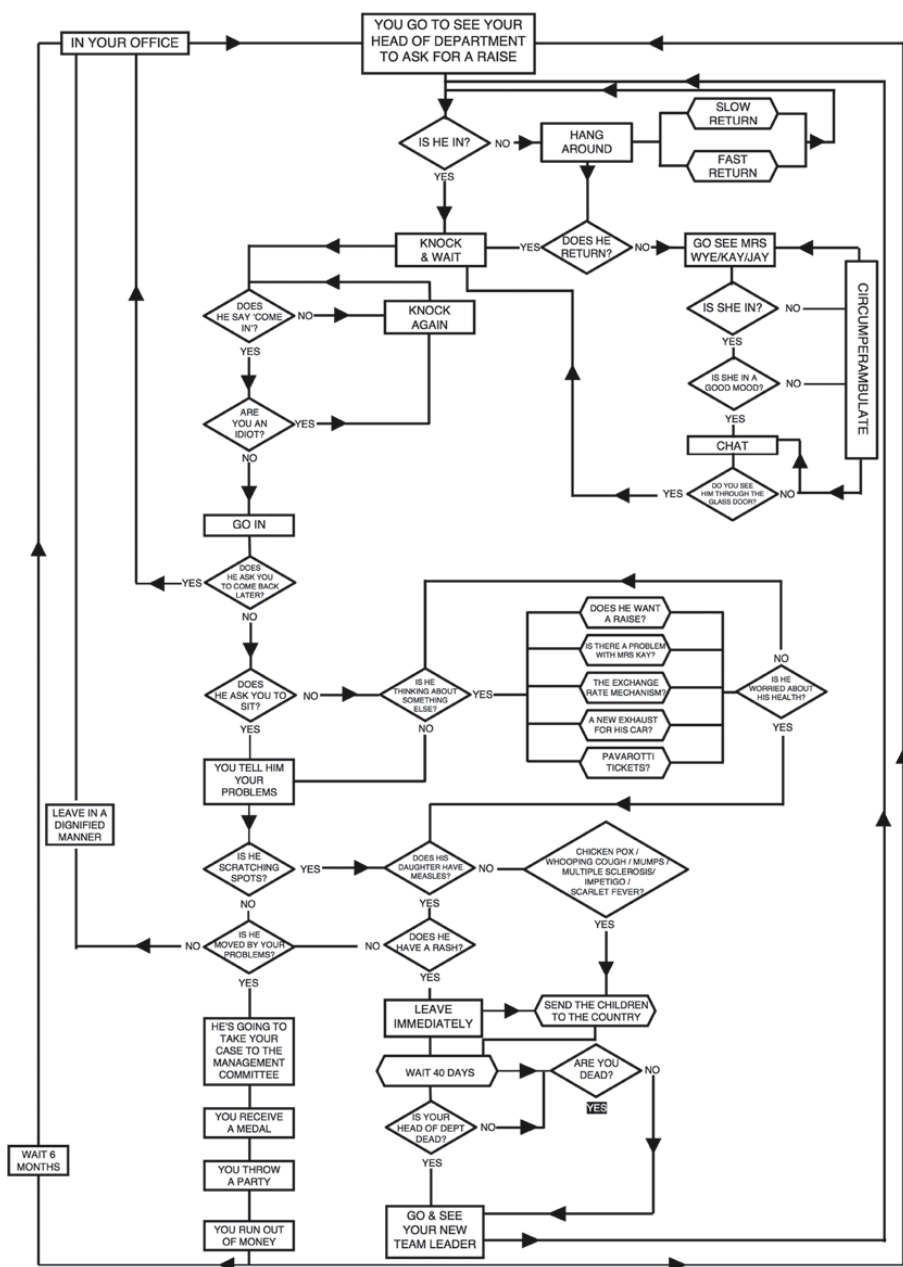 IN YOUR OFFICE
YOU GO TO SEE YOUR
HEAD OF DEPARTMENT
TO ASK FOR A RAISE
IS HE IN?
NO
HANG
AROUND
SLOW
RETURN
FAST
RETURN
YES
KNOCK
& WAIT
YES
DOES HE
RETURN?
NO
GO SEE MRS
WYE/KAY/JAY
CIRCUMPERAMBULATE
DOES
HE SAY 'COME
IN'?
NO
KNOCK
AGAIN
IS SHE IN?
NO
YES
YES
IS SHE IN A
GOOD MOOD?
NO
ARE
YOU AN
IDIOT?
YES
YES
NO
CHAT
DO YOU SEE
HIM THROUGH THE
GLASS DOOR?
YES
NO
GO IN
DOES
HE ASK YOU
TO COME BACK
LATER?
YES
NO
DOES
HE ASK YOU TO
SIT?
NO
IS HE
THINKING ABOUT
SOMETHING
ELSE?
YES
DOES HE WANT
A RAISE?
IS THERE A PROBLEM
WITH MRS KAY?
THE EXCHANGE
RATE MECHANISM?
A NEW EXHAUST
FOR HIS CAR?
PAVAROTTI
TICKETS?
NO
IS HE
WORRIED ABOUT
HIS HEALTH?
YES
YES
NO
YOU TELL HIM
YOUR
PROBLEMS
LEAVE IN A
DIGNIFIED
MANNER
IS HE
SCRATCHING
SPOTS?
YES
DOES HIS
DAUGHTER HAVE
MEASLES?
NO
CHICKEN POX /
WHOOPING COUGH / MUMPS /
MULTIPLE SCLEROSIS/
IMPETIGO /
SCARLET FEVER?
NO
YES
YES
NO
IS HE
MOVED BY YOUR
PROBLEMS?
NO
DOES HE
HAVE A RASH?
YES
YES
HE'S GOING TO
TAKE YOUR
CASE TO THE
MANAGEMENT
COMMITTEE
LEAVE
IMMEDIATELY
SEND THE CHILDREN
TO THE COUNTRY
WAIT 40 DAYS
ARE YOU
DEAD?
NO
YES
YOU RECEIVE
A MEDAL
IS YOUR
HEAD OF DEPT
DEAD?
NO
YES
WAIT 6
MONTHS
YOU THROW
A PARTY
YOU RUN OUT
OF MONEY
GO & SEE
YOUR NEW
TEAM LEADER